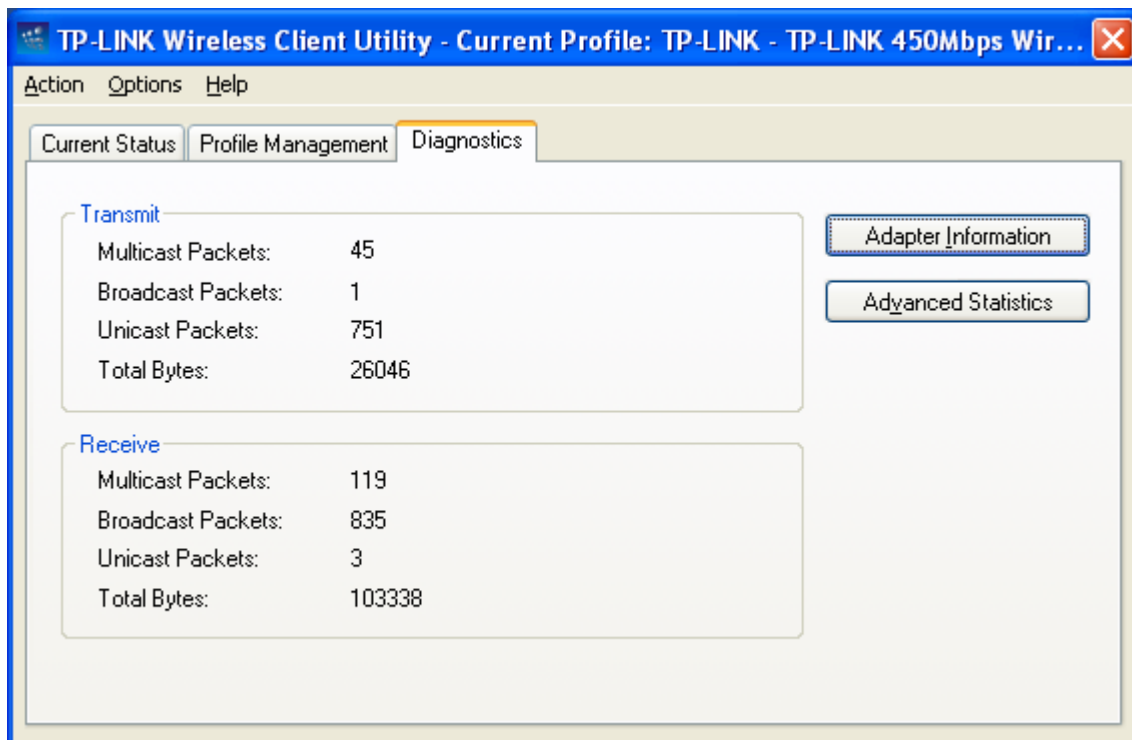 TP-LINK Wireless Client Utility - Current Profile: TP-LINK - TP-LINK 450Mbps Wir...
Action Options Help
Current Status Profile Management Diagnostics
Transmit
Multicast Packets: 45
Broadcast Packets: 1
Unicast Packets: 751
Total Bytes: 26046
Adapter Information
Advanced Statistics
Receive
Multicast Packets: 119
Broadcast Packets: 835
Unicast Packets: 3
Total Bytes: 103338